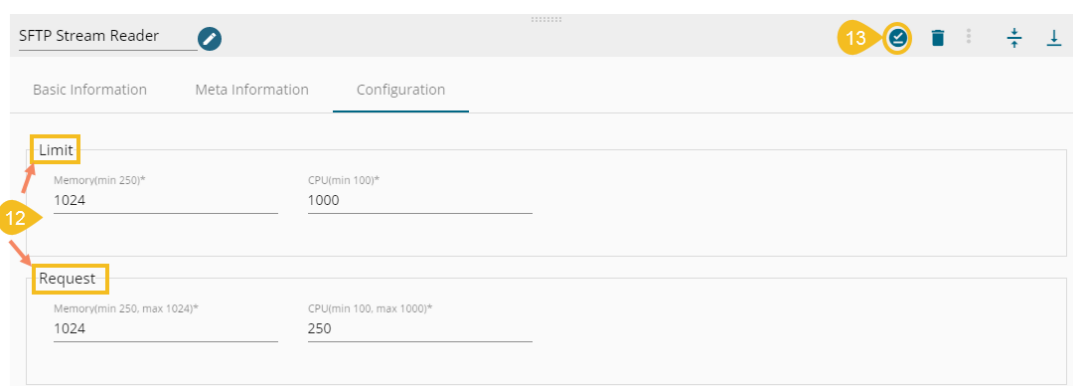 SFTP Stream Reader
13
Basic Information Meta Information Configuration
Limit
Memory(min 250)* CPU(min 100)*
1024 1000
12
Request
Memory(min 250, max 1024)* CPU(min 100, max 1000)*
1024 250